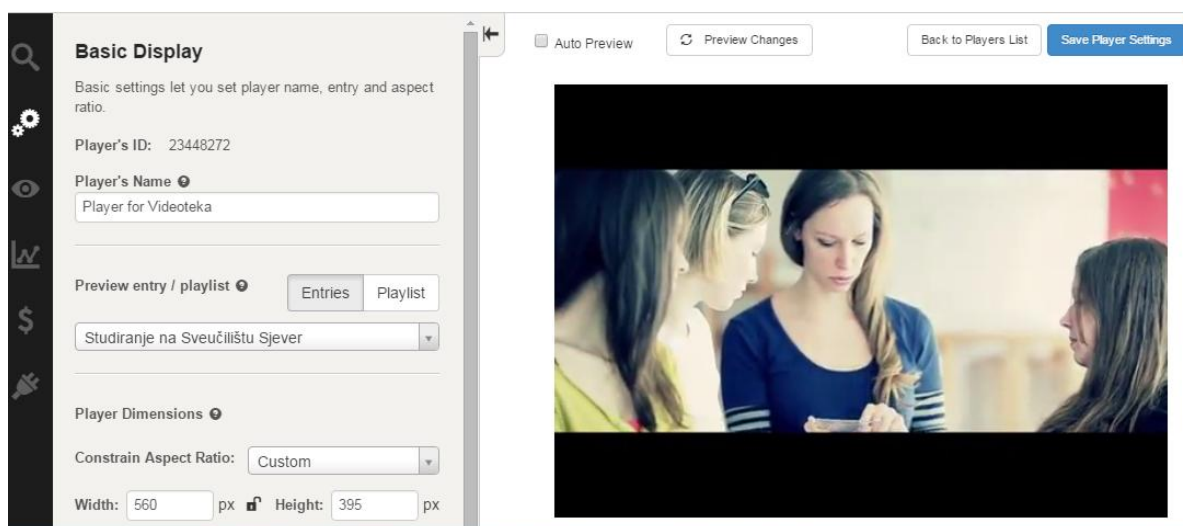 Basic Display
Basic settings let you set player name, entry and aspect
ratio.
Player's ID: 23448272
Player's Name
Player for Videoteka
Preview entry / playlist Entries Playlist
Studiranje na Sveučilištu Sjever
Player Dimensions
Constrain Aspect Ratio: Custom
Width: 560 px Height: 395 px
Auto Preview Preview Changes Back to Players List Save Player Settings